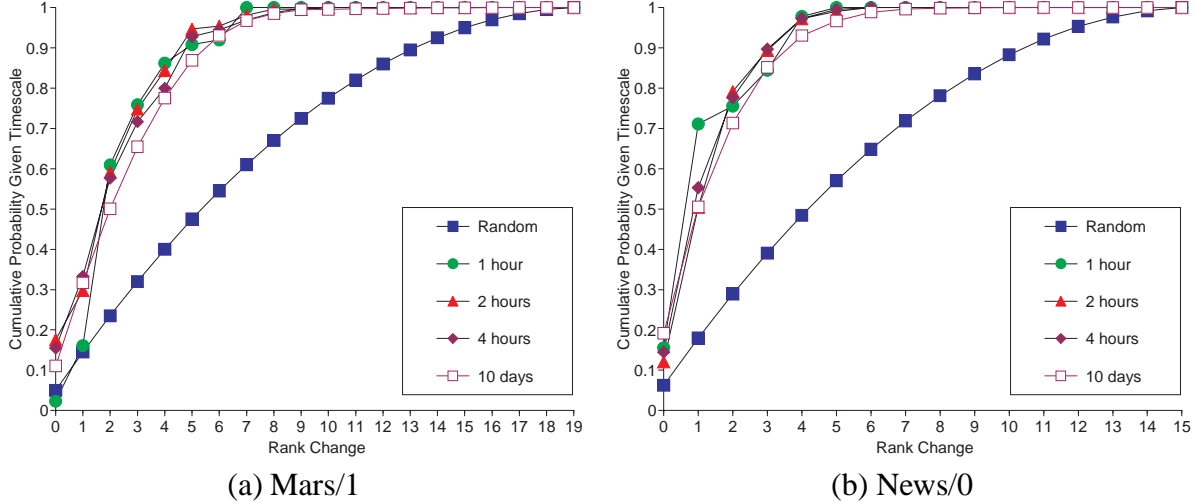 Cumulative Probability Given Timescale
1
0.9
0.8
0.7
0.6
0.5
0.4
0.3
0.2
0.1
0
0 1 2 3 4 5 6 7 8 9 10 11 12 13 14 15 16 17 18 19
Rank Change
Random
1 hour
2 hours
4 hours
10 days
(a) Mars/1
Cumulative Probability Given Timescale
1
0.9
0.8
0.7
0.6
0.5
0.4
0.3
0.2
0.1
0
0 1 2 3 4 5 6 7 8 9 10 11 12 13 14 15
Rank Change
Random
1 hour
2 hours
4 hours
10 days
(b) News/0